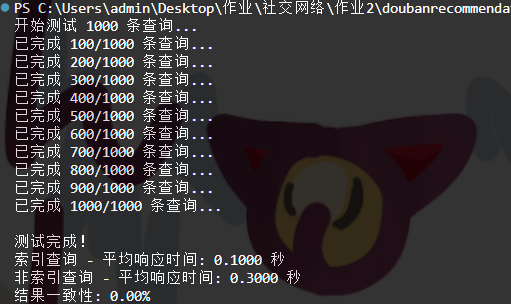 PS C:\Users\admin\Desktop\作业\社交网络\作业2\doubanrecommenda
开始测试 1000 条查询...
已完成 100/1000 条查询...
已完成 200/1000 条查询...
已完成 300/1000 条查询...
已完成 400/1000 条查询...
已完成 500/1000 条查询...
已完成 600/1000 条查询...
已完成 700/1000 条查询...
已完成 800/1000 条查询...
已完成 900/1000 条查询...
已完成 1000/1000 条查询...
测试完成!
索引查询 - 平均响应时间: 0.1000 秒
非索引查询 - 平均响应时间: 0.3000 秒
结果一致性: 0.00%